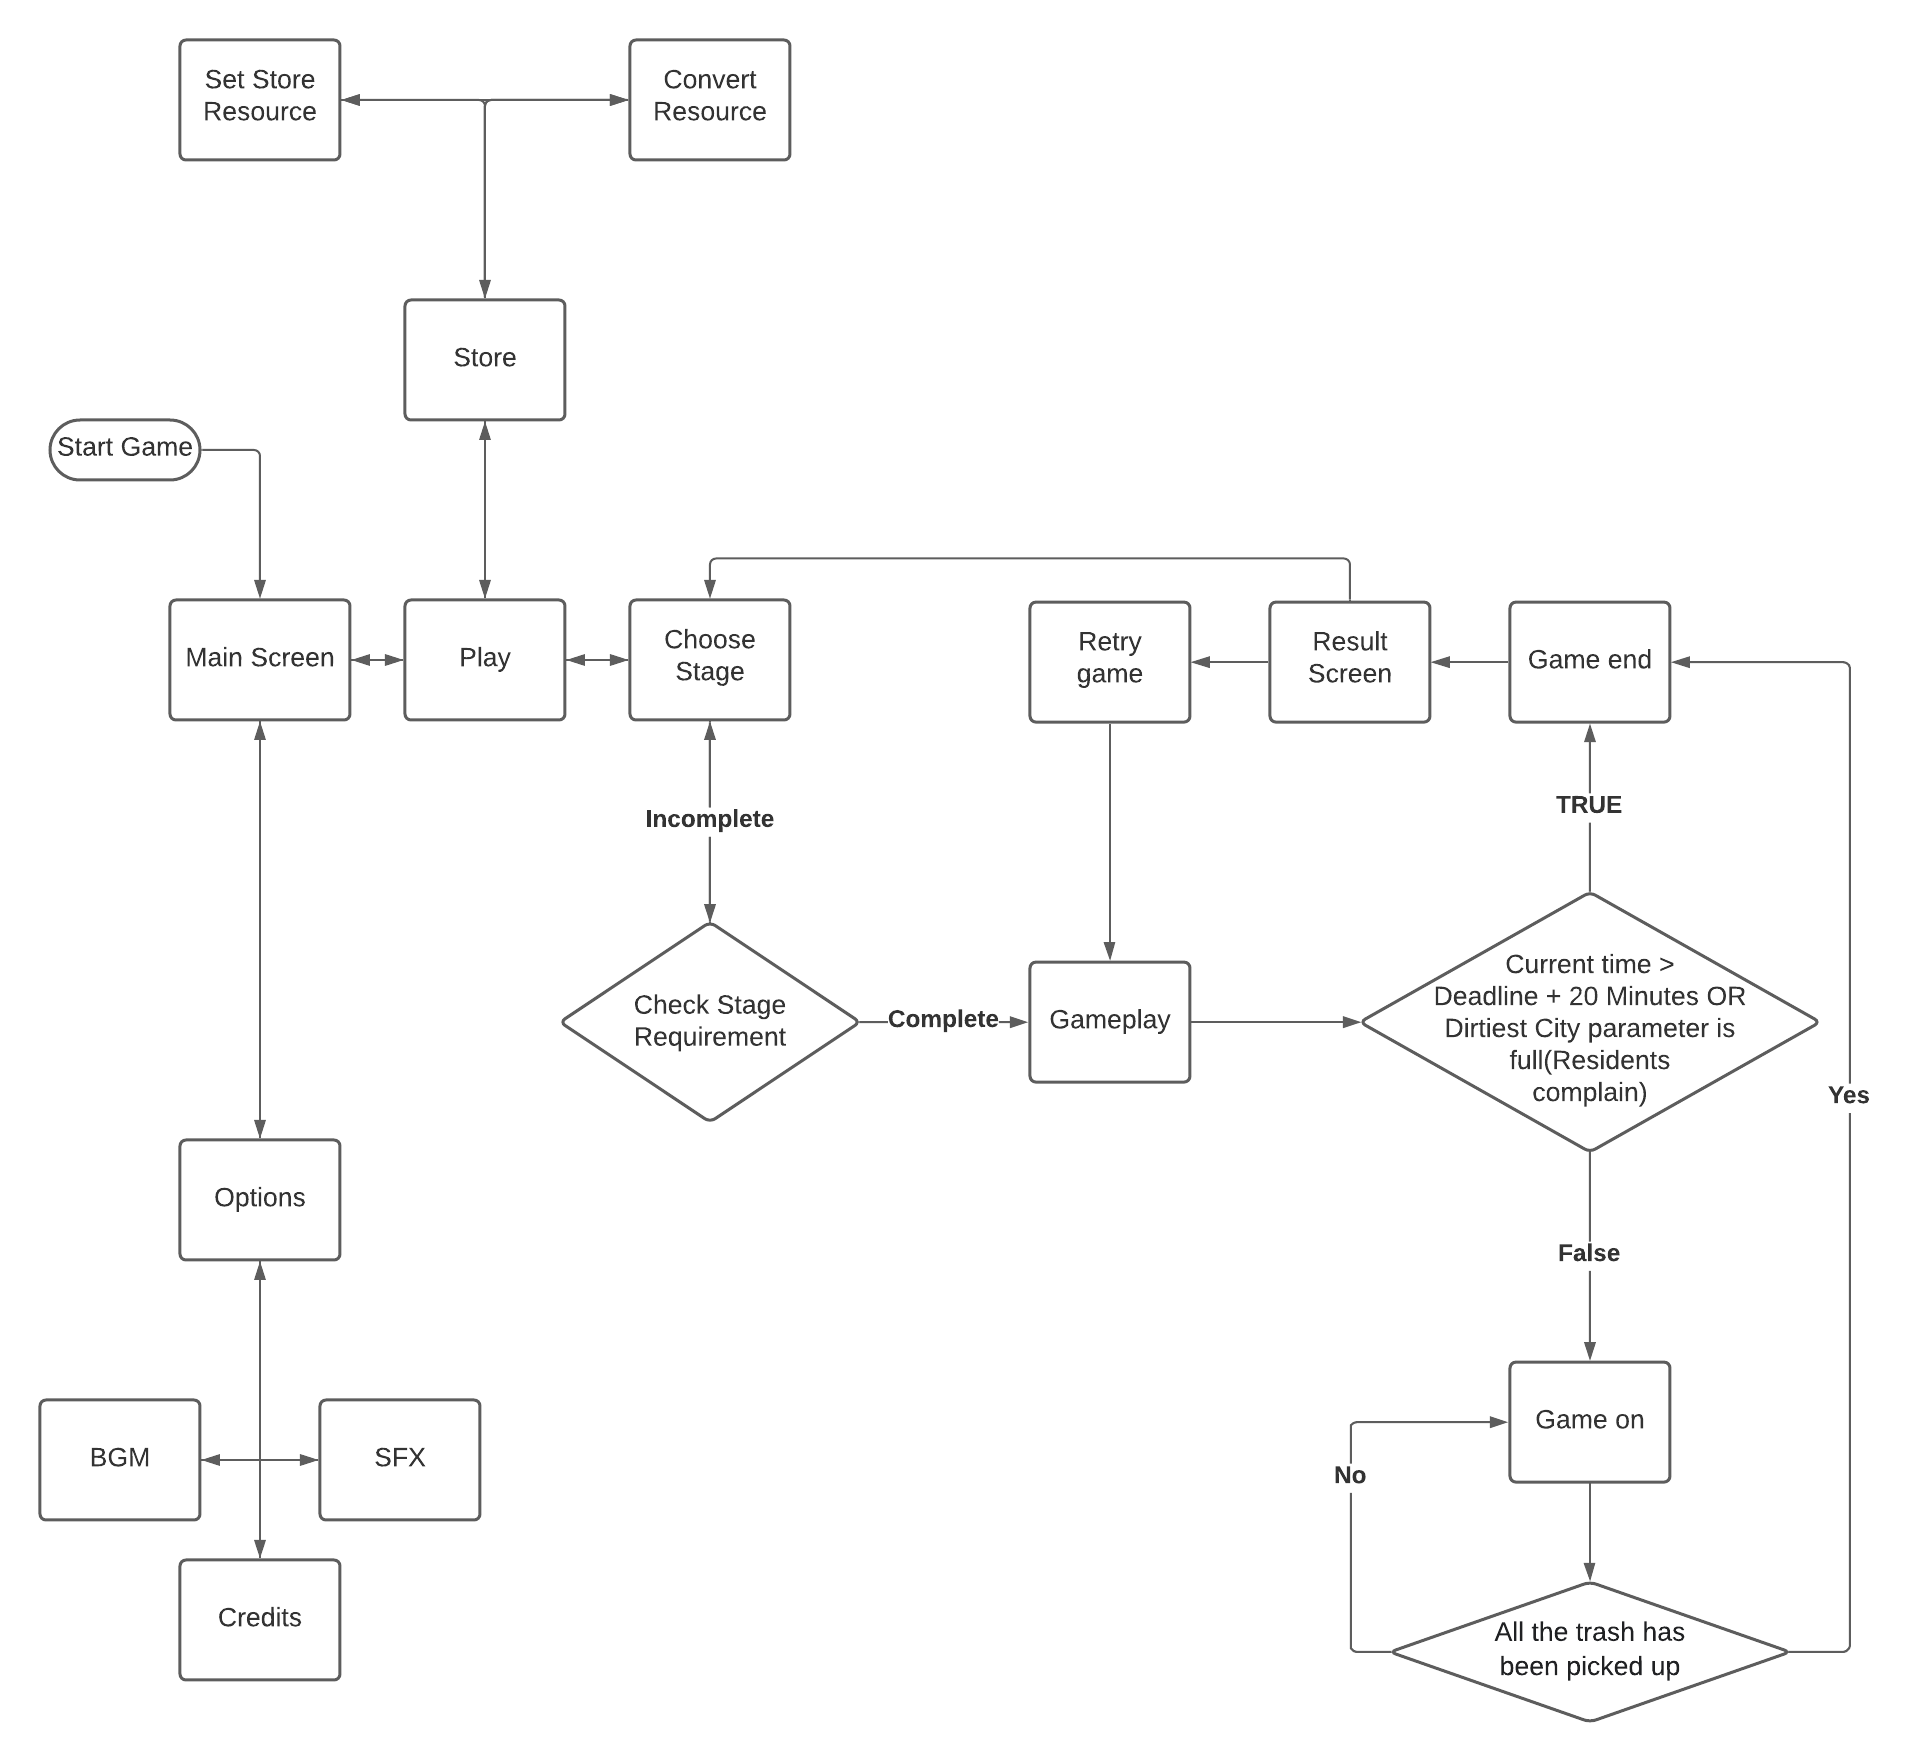 Set Store
Resource
Convert
Resource
Store
Start Game
Main Screen
Play
Choose
Stage
Retry
game
Result
Screen
Game end
Incomplete
TRUE
Check Stage
Requirement
Complete
Gameplay
Current time >
Deadline + 20 Minutes OR
Dirtiest City parameter is
full(Residents
complain)
Yes
Options
False
BGM
SFX
Game on
No
Credits
All the trash has
been picked up